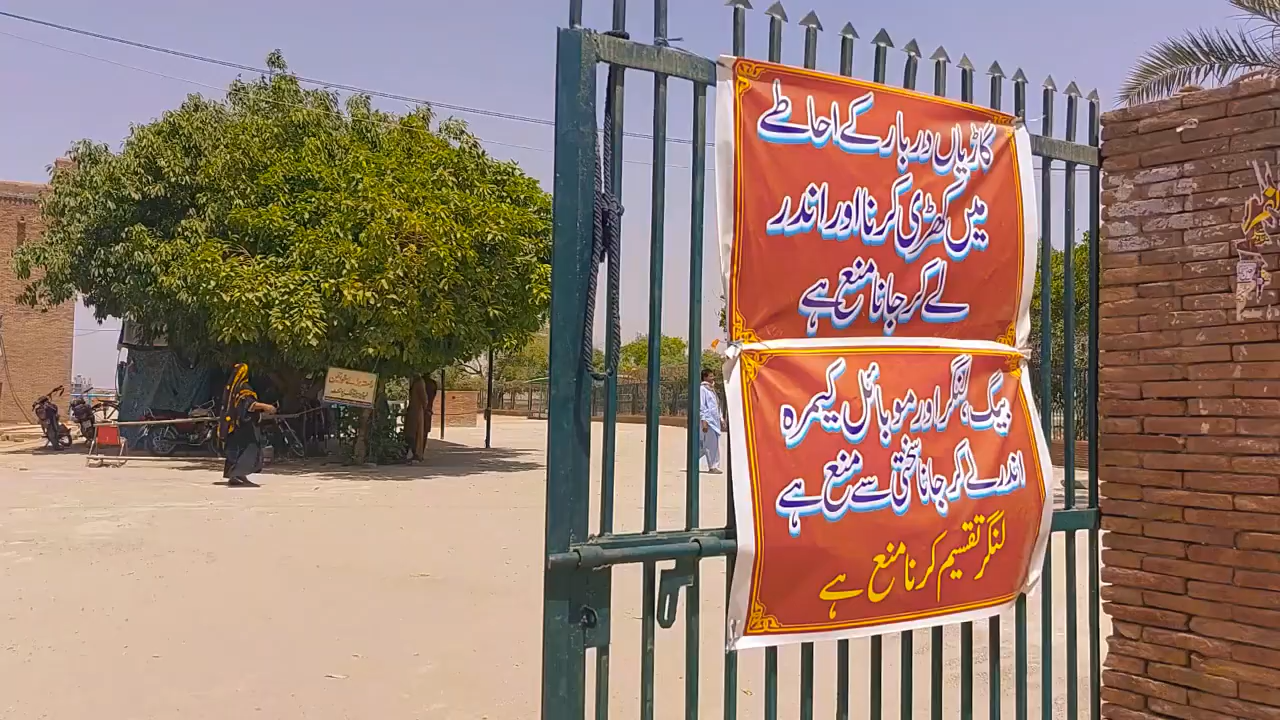 گاڑیاں دربار کے احاطے
میں کھڑی کرنا اور اندر
لے کر جانا منع ہے
بیگ، لنگر اور موبائل کیمرہ
اندر لے کر جانا سختی سے منع ہے
لنگر تقسیم کرنا منع ہے